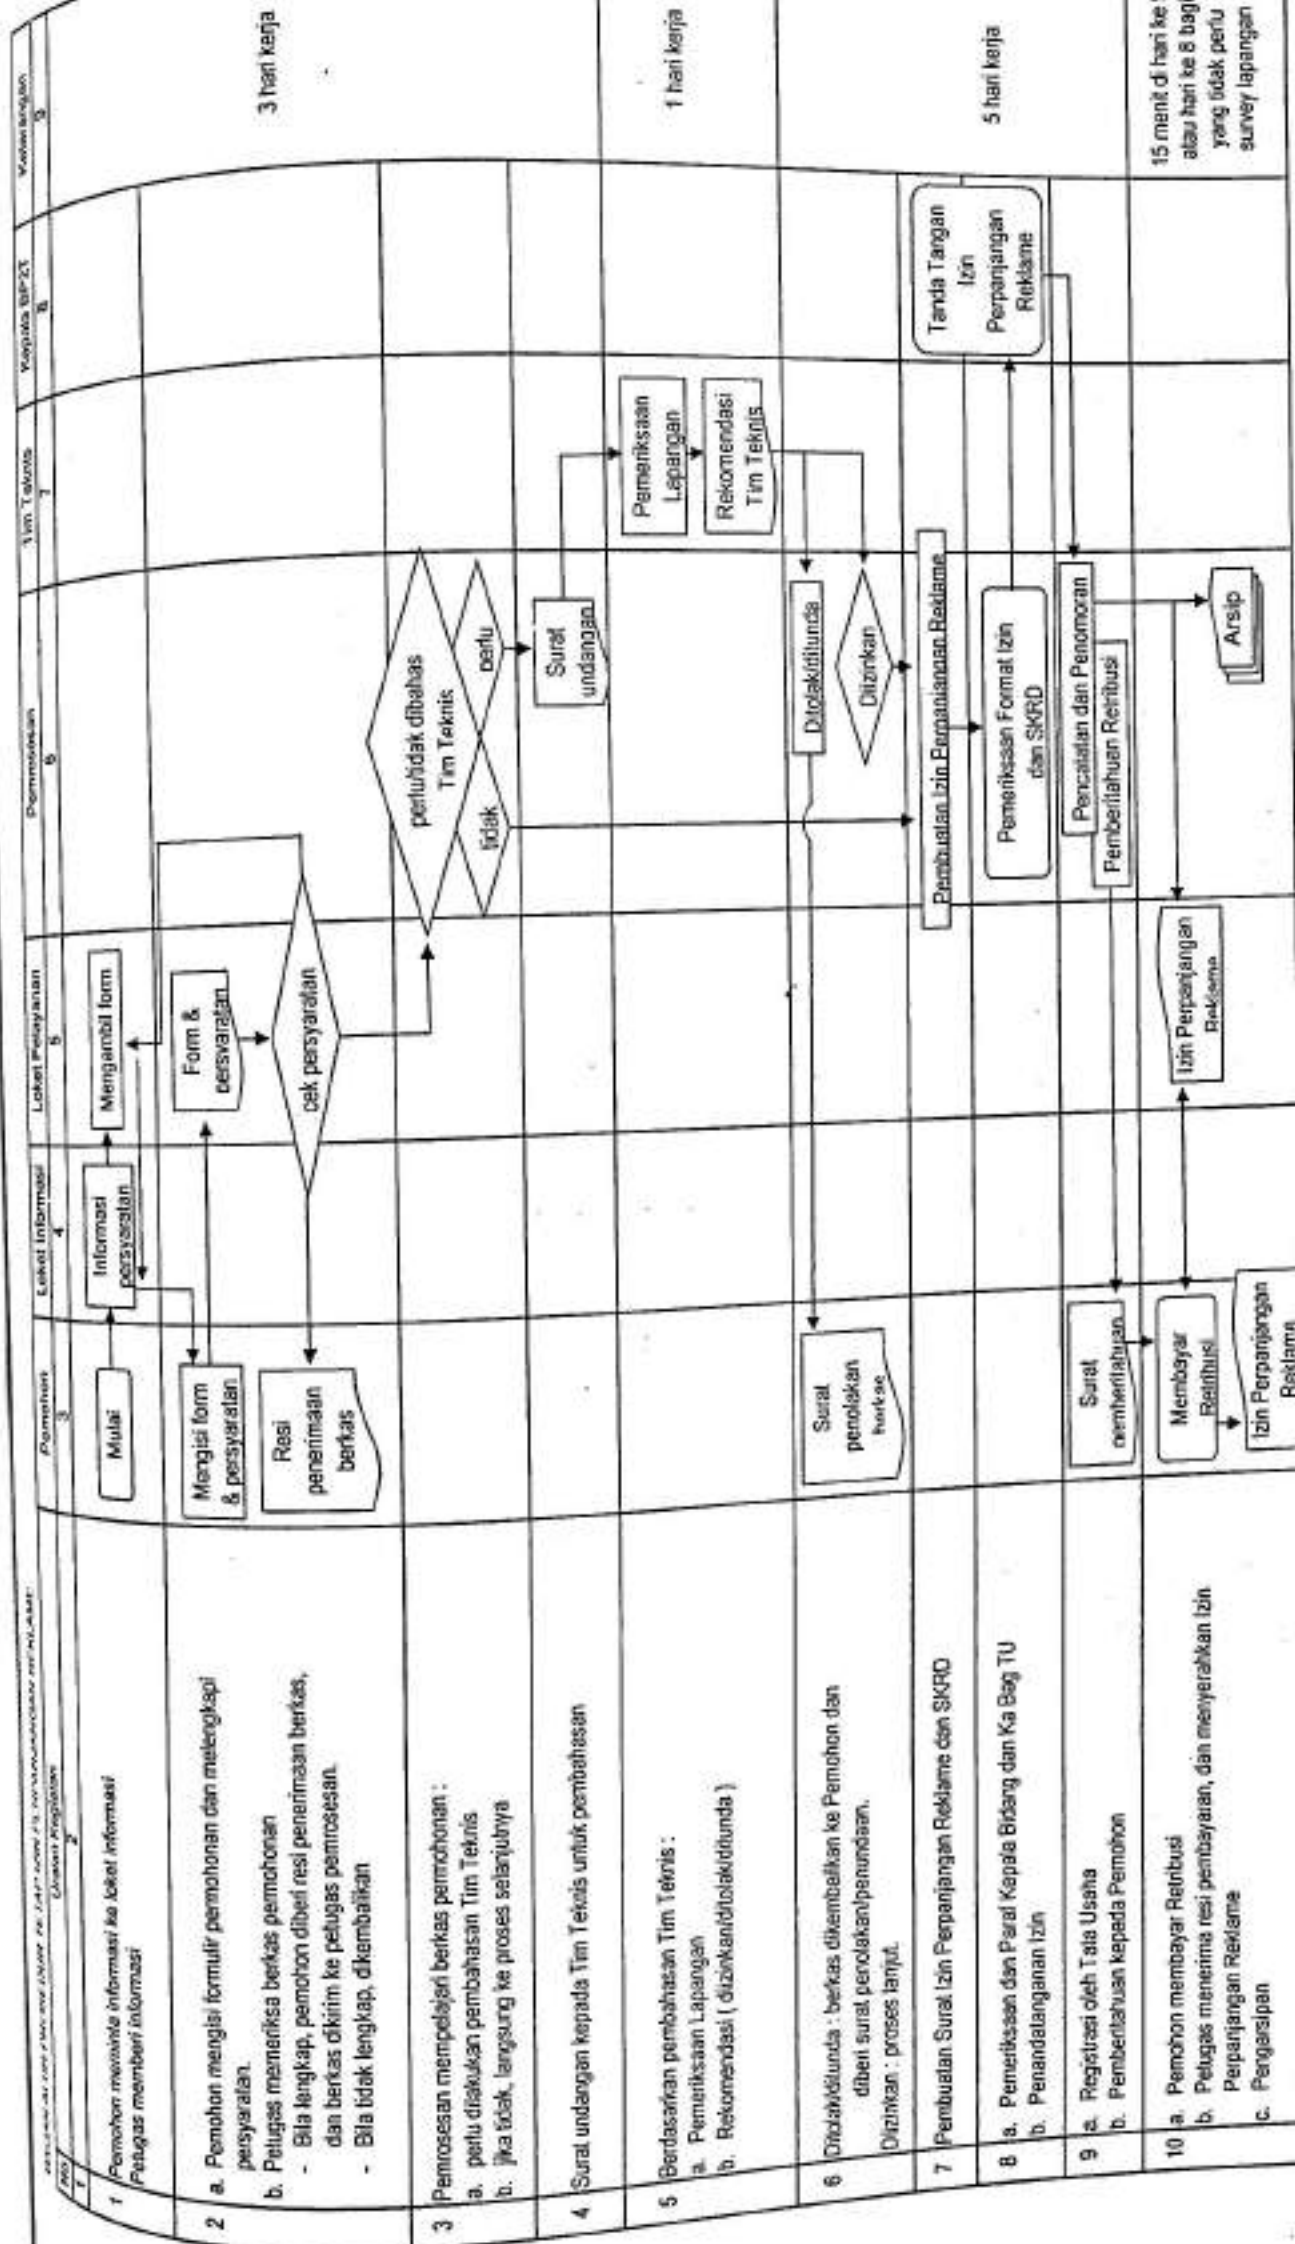 No
Uraian Kegiatan
Pemohon
Loket Informasi
Loket Pelayanan
Pemrosesan
Tim Teknis
Kepala BP2T
Keterangan
1
2
3
4
5
6
7
8
9
1
Pemohon meminta informasi ke loket informasi
Petugas memberi informasi
Mulai
Informasi
persyaratan
Mengambil form
2
a. Pemohon mengisi formulir permohonan dan melengkapi
persyaratan.
b. Petugas memeriksa berkas permohonan
- Bila lengkap, pemohon diberi resi penerimaan berkas,
dan berkas dikirim ke petugas pemrosesan.
- Bila tidak lengkap, dikembalikan
Mengisi form
& persyaratan
Resi
penerimaan
berkas
Form &
persyaratan
cek persyaratan
3 hari kerja
3
Pemrosesan mempelajari berkas permohonan :
a. perlu dilakukan pembahasan Tim Teknis
b. jika tidak, langsung ke proses selanjuhnya
perlu/tidak dibahas
Tim Teknis
tidak
perlu
4
Surat undangan kepada Tim Teknis untuk pembahasan
Surat
undangan
5
Berdasarkan pembahasan Tim Teknis :
a. Pemeriksaan Lapangan
b. Rekomendasi ( diizinkan/ditolak/ditunda )
Pemeriksaan
Lapangan
Rekomendasi
Tim Teknis
1 hari kerja
6
Ditolak/ditunda : berkas dikembalikan ke Pemohon dan
diberi surat penolakan/penundaan.
Diizinkan : proses lanjut.
Surat
penolakan
berkas
Ditolak/ditunda
Diizinkan
7
Pembuatan Surat Izin Perpanjangan Reklame dan SKRD
Pembuatan Izin Perpanjangan Reklame
8
a. Pemeriksaan dan Paraf Kepala Bidang dan Ka Bag TU
b. Penandatanganan Izin
Pemeriksaan Format Izin
dan SKRD
Tanda Tangan
Izin
Perpanjangan
Reklame
5 hari kerja
9
a. Registrasi oleh Tata Usaha
b. Pemberitahuan kepada Pemohon
Surat
pemberitahuan
Pencatatan dan Penomoran
Pemberitahuan Retribusi
10
a. Pemohon membayar Retribusi
b. Petugas menerima resi pembayaran, dan menyerahkan Izin
Perpanjangan Reklame
c. Pengarsipan
Membayar
Retribusi
Izin Perpanjangan
Reklame
Izin Perpanjangan
Reklame
Arsip
15 menit di hari ke
atau hari ke 8 bagi
yang tidak perlu
survey lapangan